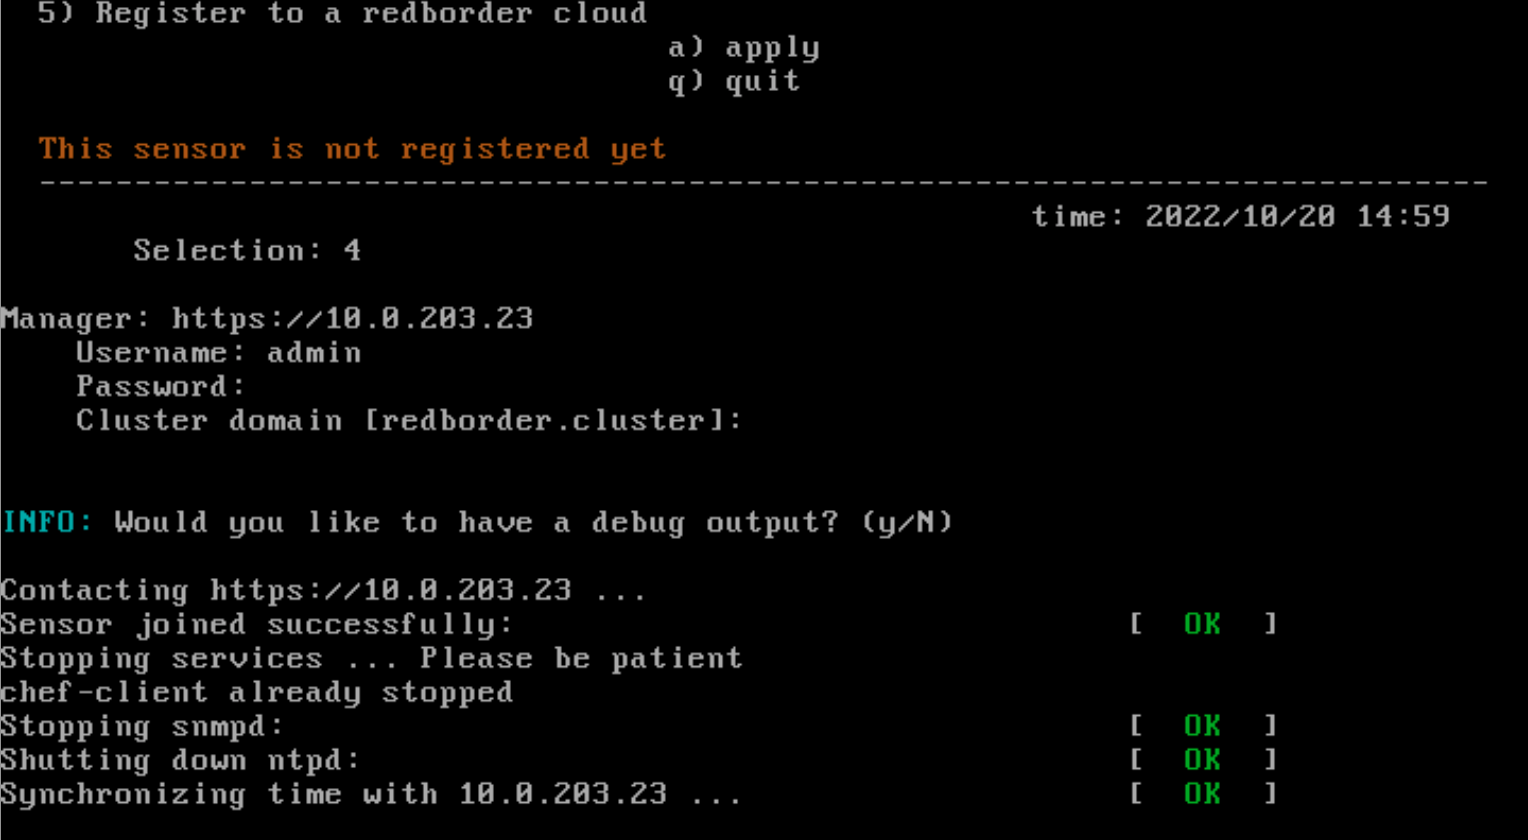 5) Register to a redborder cloud
a) apply
q) quit
This sensor is not registered yet
----------------------------------------------------------------------------
time: 2022/10/20 14:59
Selection: 4
Manager: https://10.0.203.23
Username: admin
Password:
Cluster domain [redborder.cluster]:
INFO: Would you like to have a debug output? (y/N)
Contacting https://10.0.203.23 ...
Sensor joined successfully: [ OK ]
Stopping services ... Please be patient
chef-client already stopped
Stopping snmpd: [ OK ]
Shutting down ntpd: [ OK ]
Synchronizing time with 10.0.203.23 ... [ OK ]